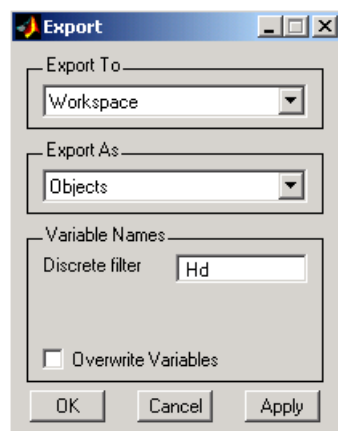 Export
Export To
Workspace
Export As
Objects
Variable Names
Discrete filter Hd
Overwrite Variables
OK Cancel Apply